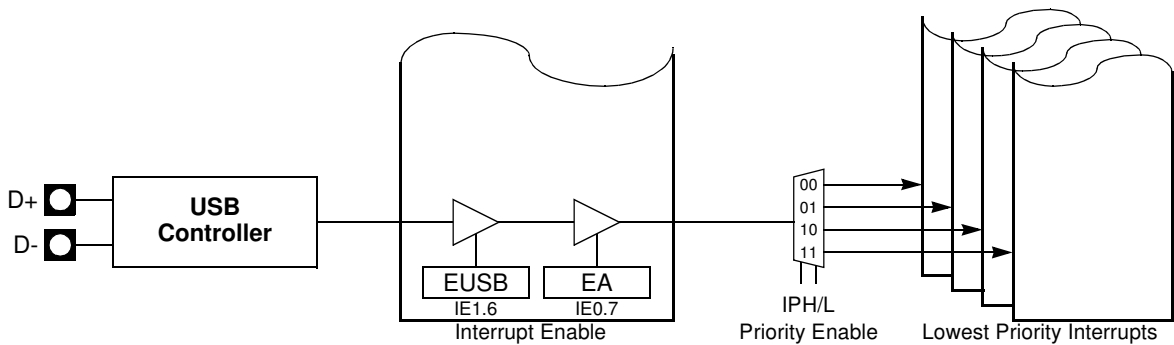 D+
D-
USB
Controller
EUSB
IE1.6
EA
IE0.7
Interrupt Enable
00
01
10
11
IPH/L
Priority Enable
Lowest Priority Interrupts